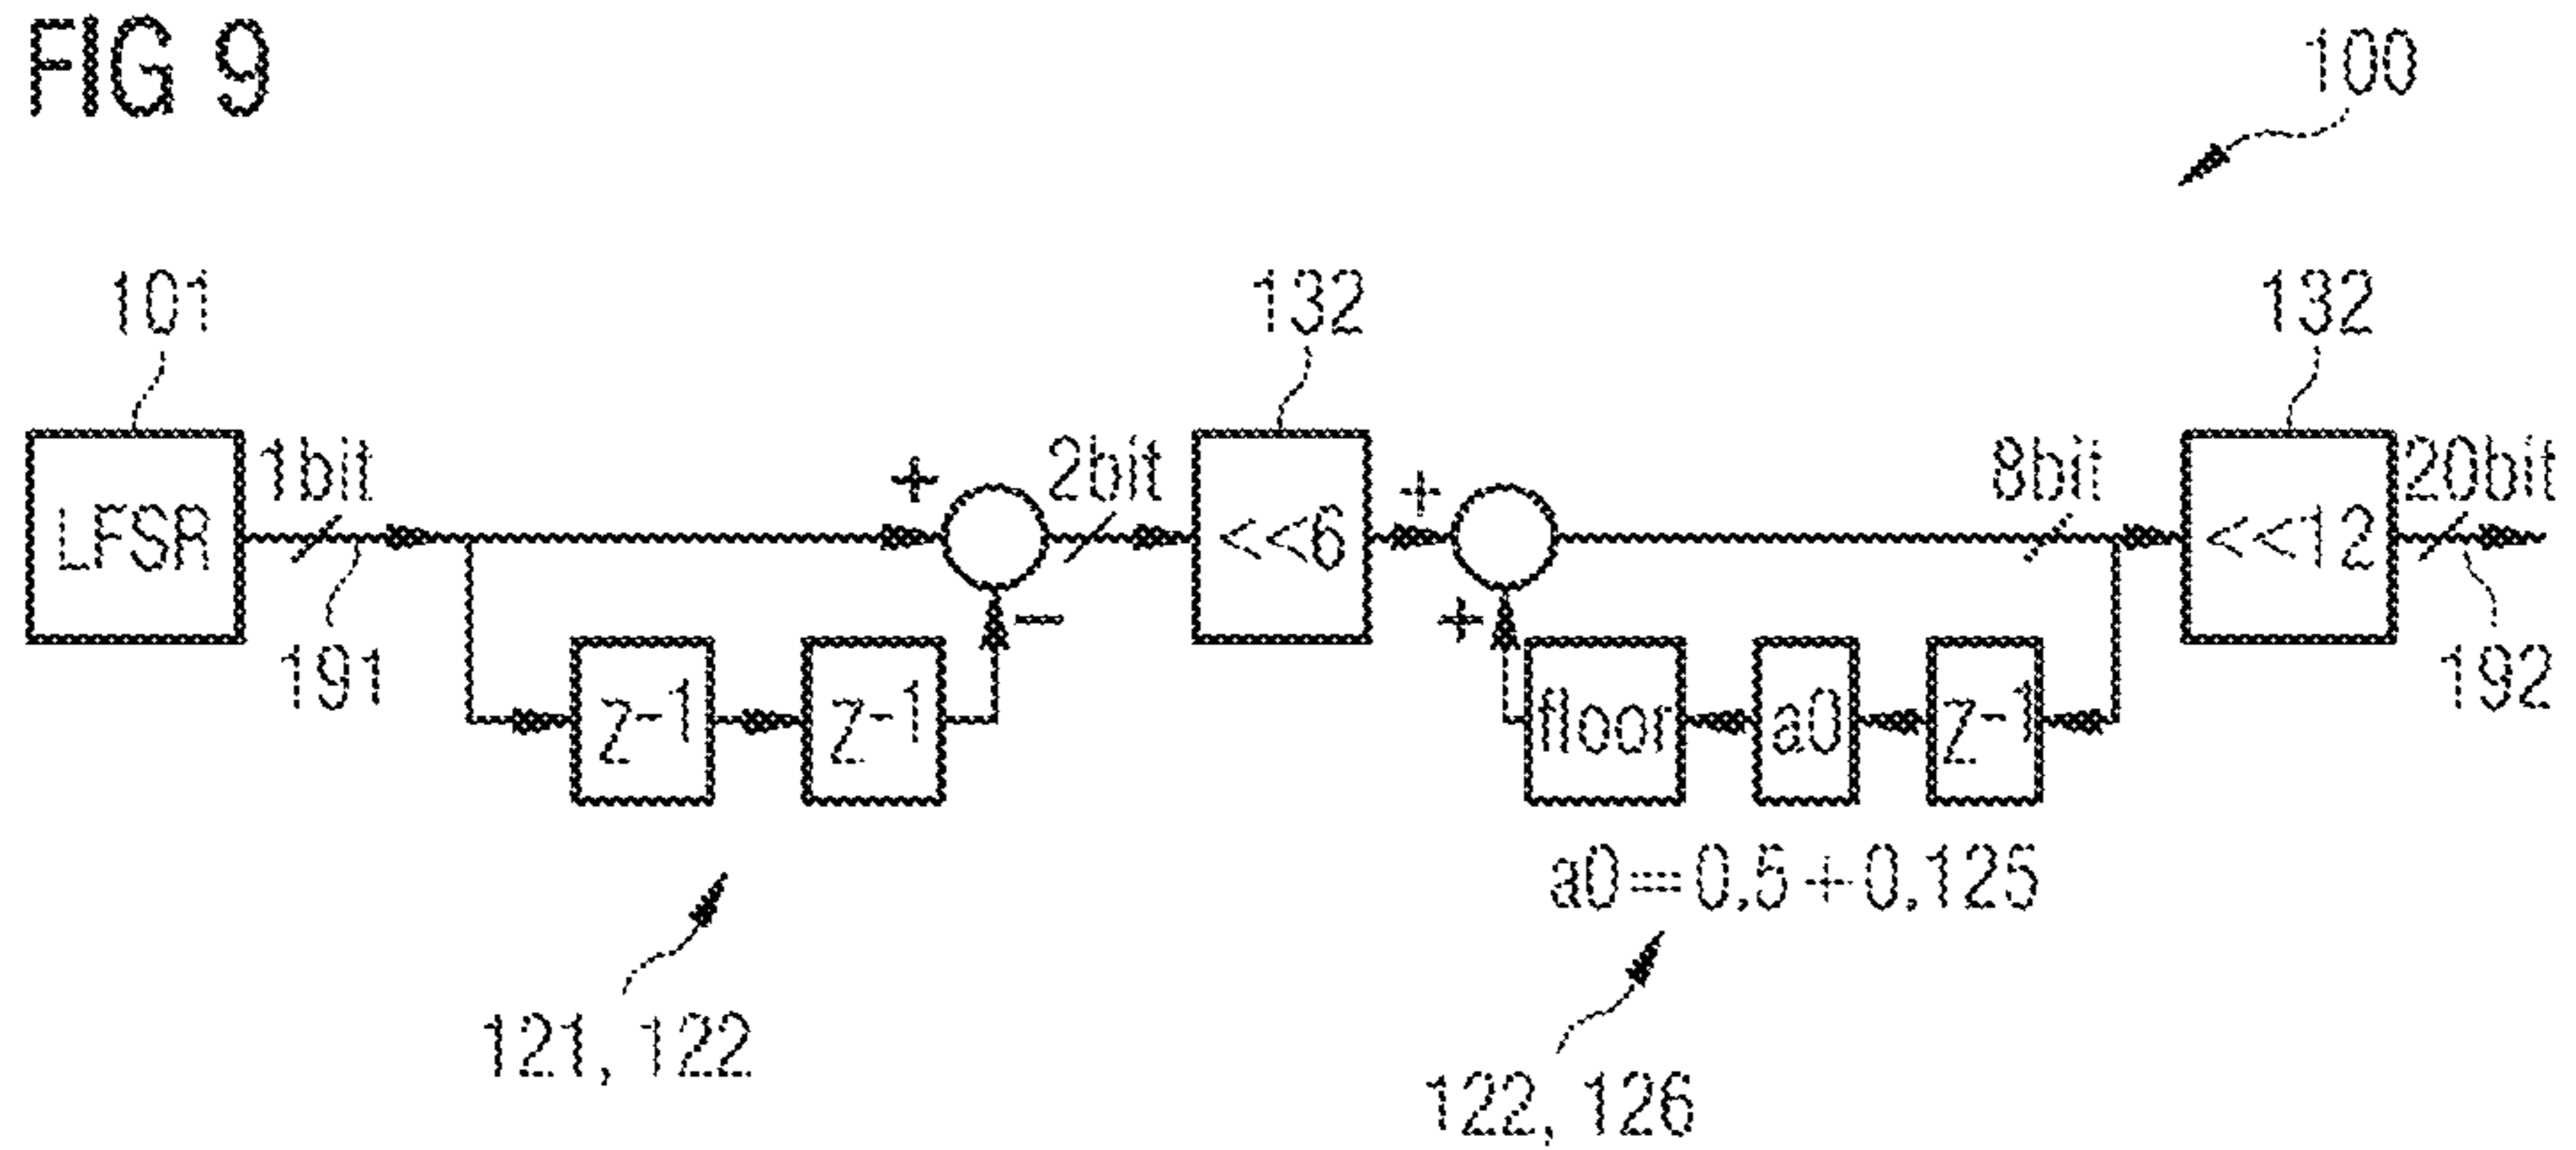 FIG 9
100
101
132
132
1bit
+
2bit
+
8bit
20bit
LFSR
<<6
<<12
191
−
+
192
z-1
z-1
floor
a0
z-1
a0=0,5+0,125
121, 122
122, 126